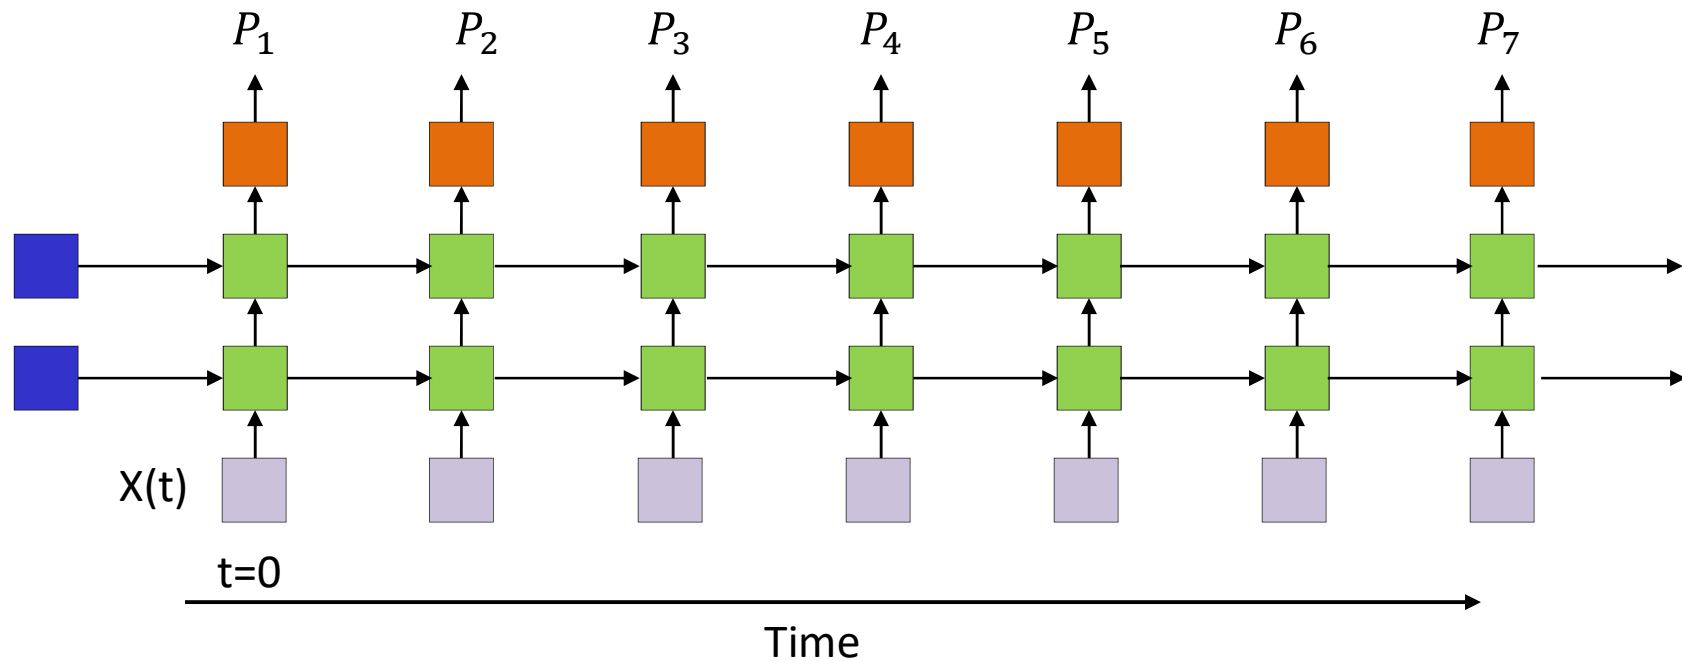 P₁ P₂ P₃ P₄ P₅ P₆ P₇
X(t)
t=0
Time